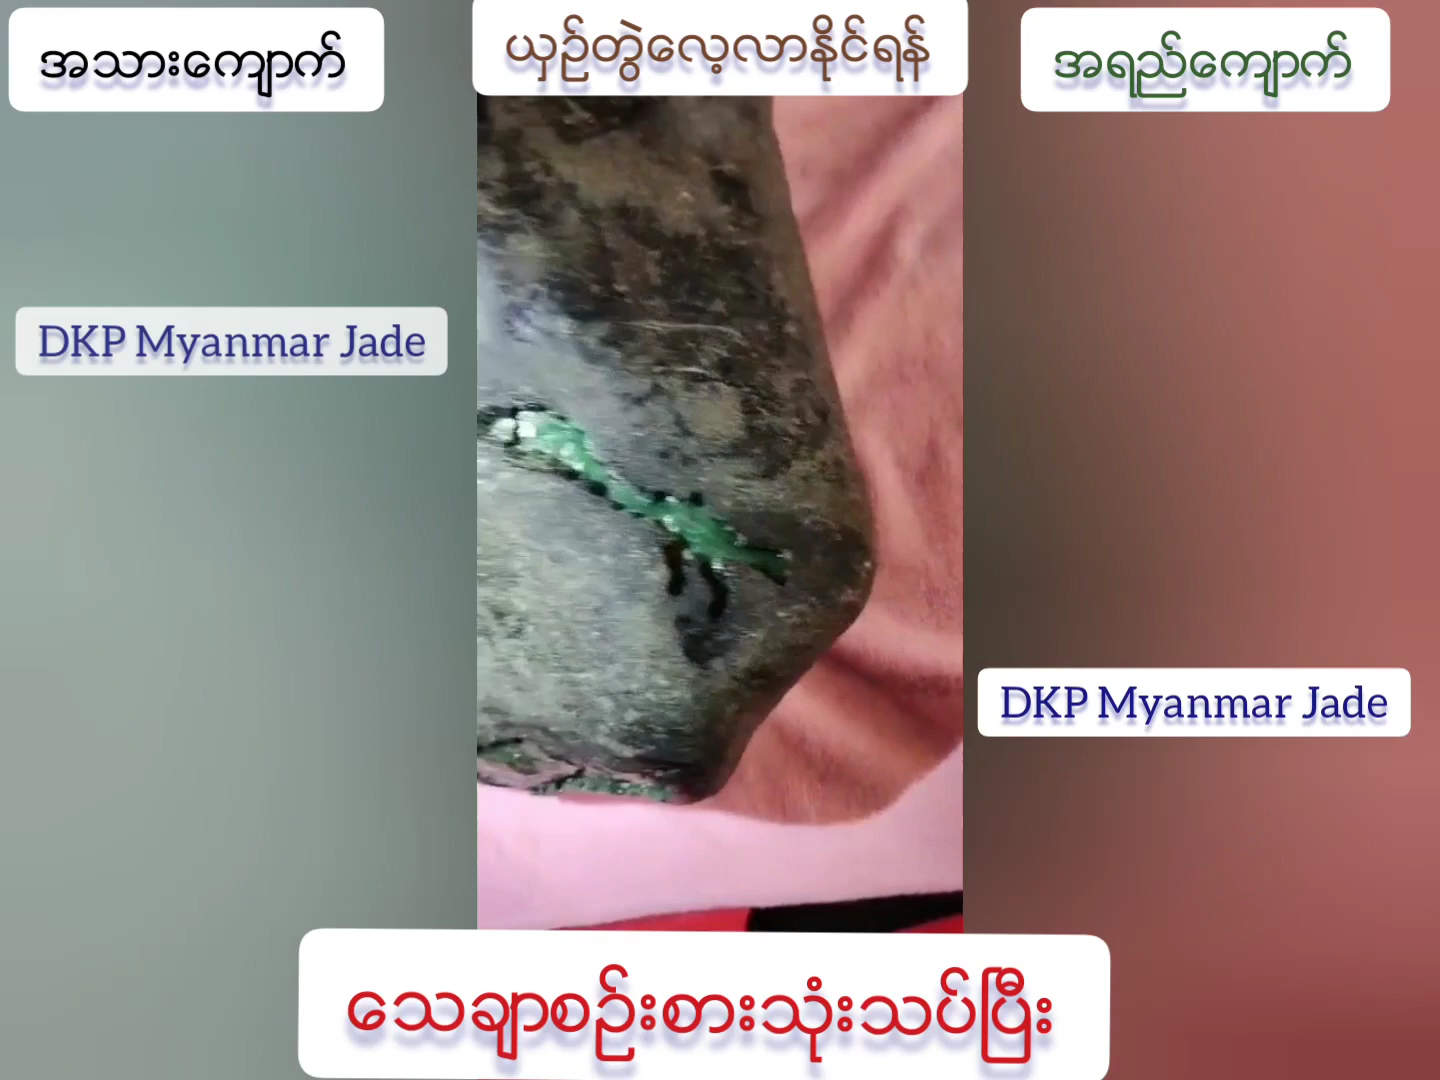 အသားကျောက်
ယှဉ်တွဲလေ့လာနိုင်ရန်
အရည်ကျောက်
DKP Myanmar Jade
DKP Myanmar Jade
သေချာစဉ်းစားသုံးသပ်ပြီး